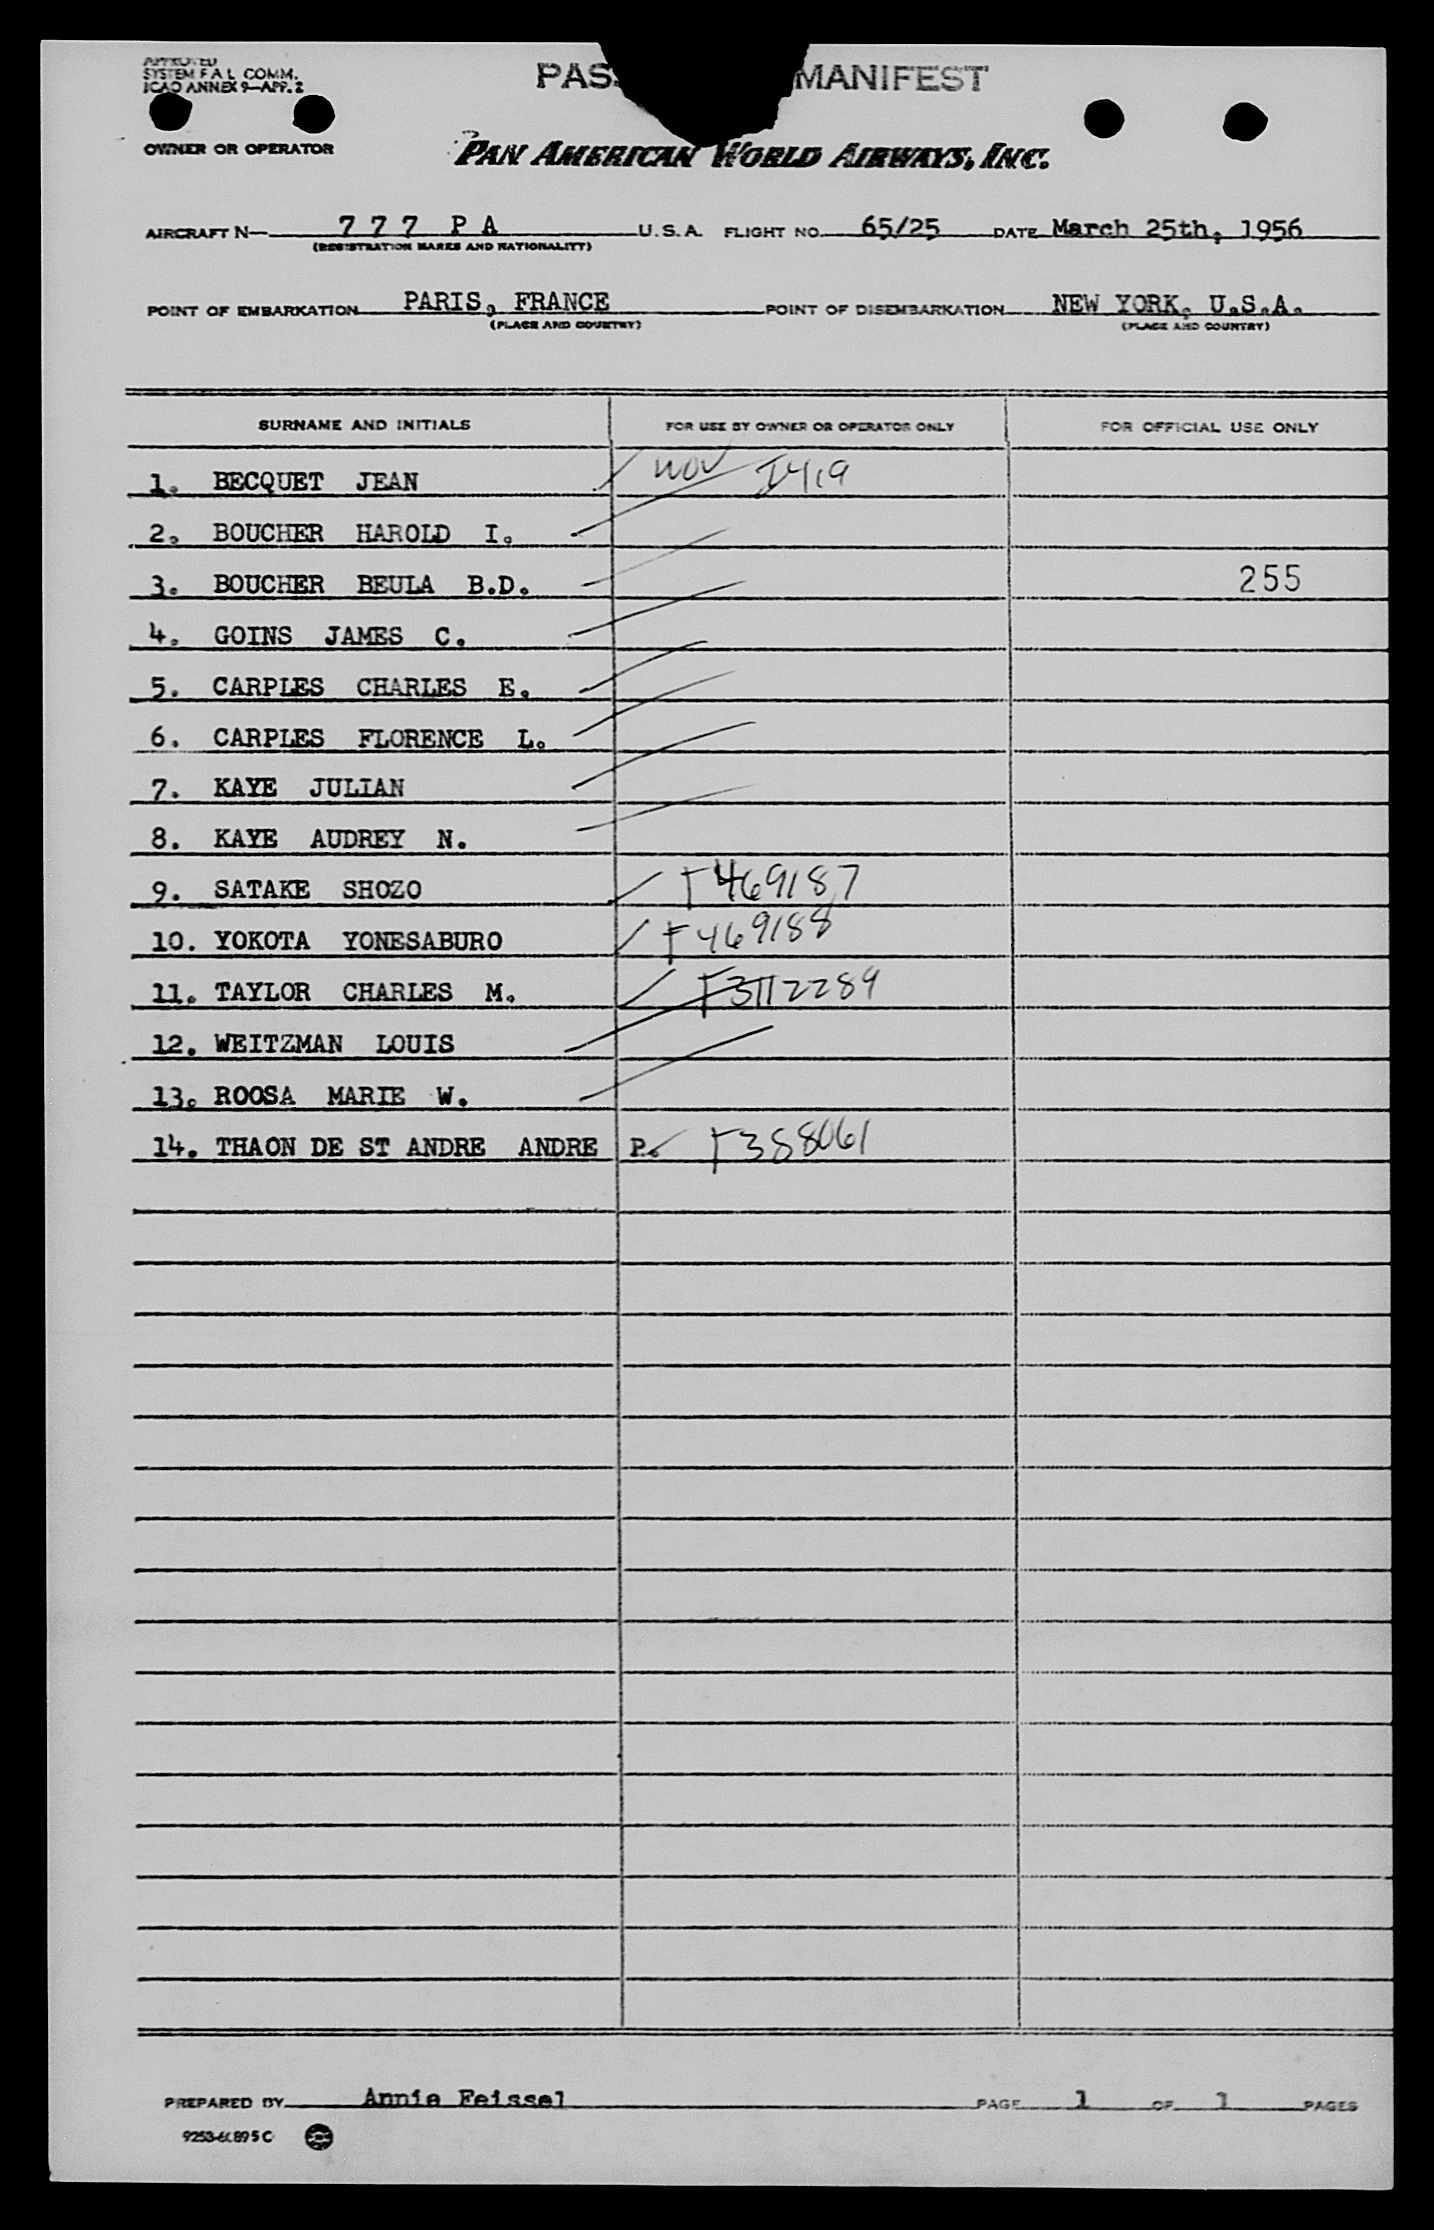 APPROVED
SYSTEM F A L COMM.
ICAO ANNEX 9—APP. 2
PAS MANIFEST
OWNER OR OPERATOR
PAN AMERICAN WORLD AIRWAYS, INC.
AIRCRAFT N— 7 7 7 P A U.S.A. FLIGHT NO. 65/25 DATE March 25th, 1956
(REGISTRATION MARKS AND NATIONALITY)
POINT OF EMBARKATION PARIS, FRANCE POINT OF DISEMBARKATION NEW YORK, U.S.A.
(PLACE AND COUNTRY) (PLACE AND COUNTRY)
SURNAME AND INITIALS FOR USE BY OWNER OR OPERATOR ONLY FOR OFFICIAL USE ONLY
1. BECQUET JEAN
2. BOUCHER HAROLD I.
3. BOUCHER BEULA B.D. 255
4. GOINS JAMES C.
5. CARPLES CHARLES E.
6. CARPLES FLORENCE L.
7. KAYE JULIAN
8. KAYE AUDREY N.
9. SATAKE SHOZO F469187
10. YOKOTA YONESABURO F469188
11. TAYLOR CHARLES M. F3112289
12. WEITZMAN LOUIS
13. ROOSA MARIE W.
14. THAON DE ST ANDRE ANDRE P. F388061
PREPARED BY Annie Feissel PAGE 1 OF 1 PAGES